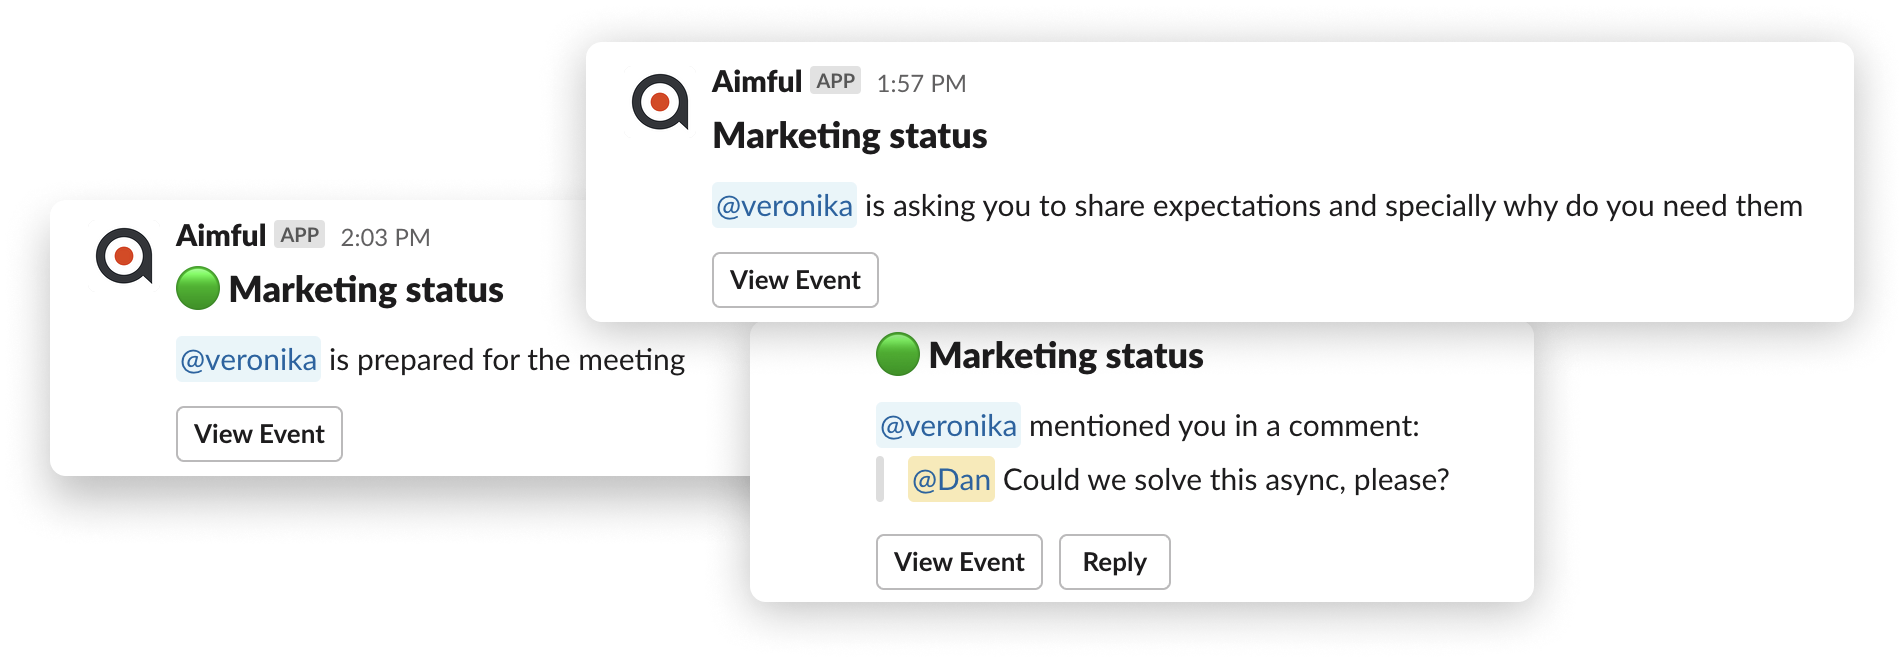 Aimful APP 1:57 PM
Marketing status
@veronika is asking you to share expectations and specially why do you need them
View Event
Aimful APP 2:03 PM
Marketing status
@veronika is prepared for the meeting
View Event
Marketing status
@veronika mentioned you in a comment:
@Dan Could we solve this async, please?
View Event Reply